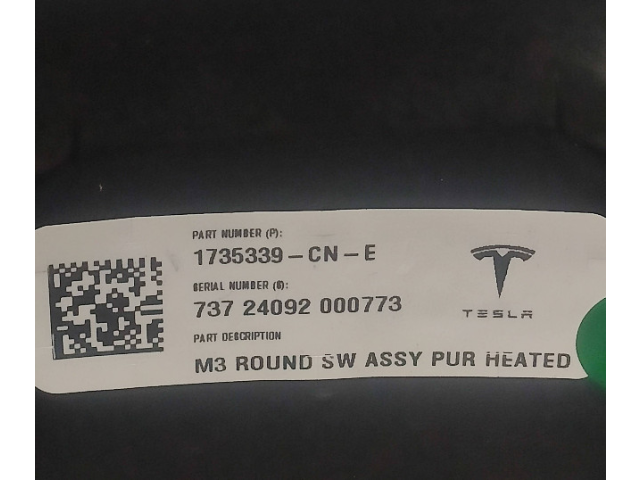 PART NUMBER (P):
1735339-CN-E
SERIAL NUMBER (S):
737 24092 000773
PART DESCRIPTION
M3 ROUND SW ASSY PUR HEATED
TESLA